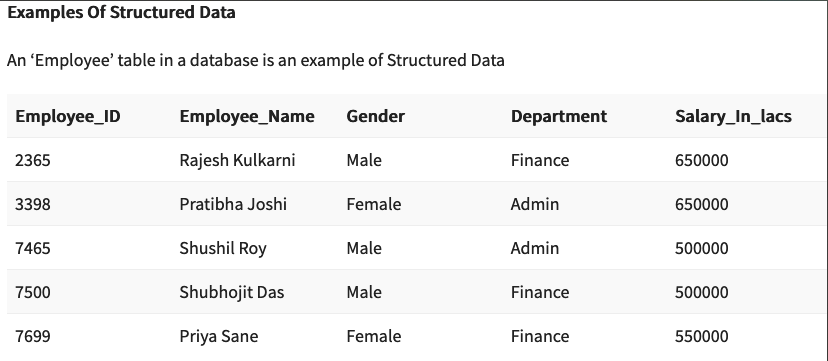 Examples Of Structured Data
An ‘Employee’ table in a database is an example of Structured Data
Employee_ID Employee_Name Gender Department Salary_In_lacs
2365 Rajesh Kulkarni Male Finance 650000
3398 Pratibha Joshi Female Admin 650000
7465 Shushil Roy Male Admin 500000
7500 Shubhojit Das Male Finance 500000
7699 Priya Sane Female Finance 550000